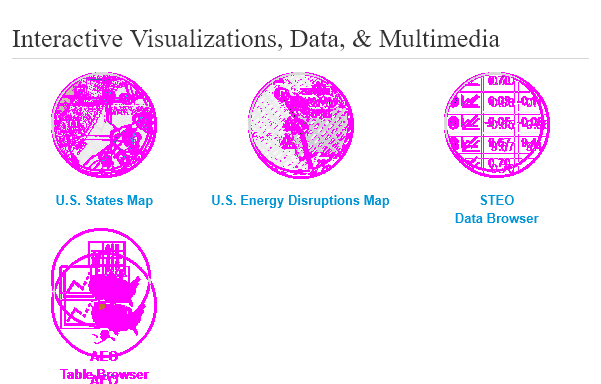 Interactive Visualizations, Data, & Multimedia
U.S. States Map
U.S. Energy Disruptions Map
STEO
Data Browser
AEO
Table Browser